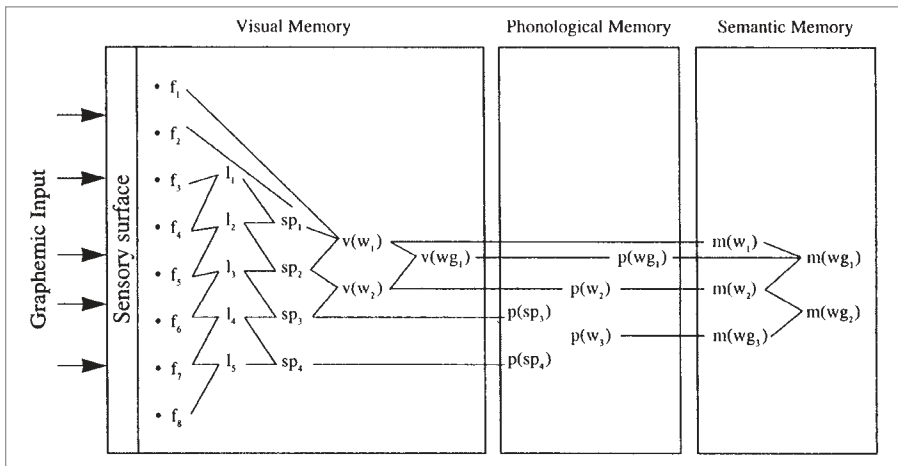 Visual Memory
Phonological Memory
Semantic Memory
Graphemic Input
Sensory surface
• f₁
• f₂
• f₃
• f₄
• f₅
• f₆
• f₇
• f₈
l₁
l₂
l₃
l₄
l₅
sp₁
sp₂
sp₃
sp₄
v(w₁)
v(w₂)
v(wg₁)
p(wg₁)
p(w₂)
p(sp₃)
p(w₃)
p(sp₄)
m(w₁)
m(w₂)
m(wg₃)
m(wg₁)
m(wg₂)